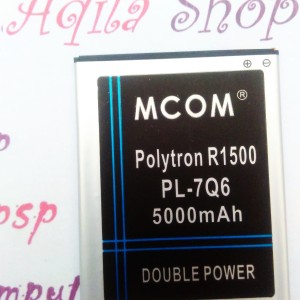 Aqila Shop
⊕ ⊖
MCOM®
Polytron R1500
PL-7Q6
5000mAh
DOUBLE POWER